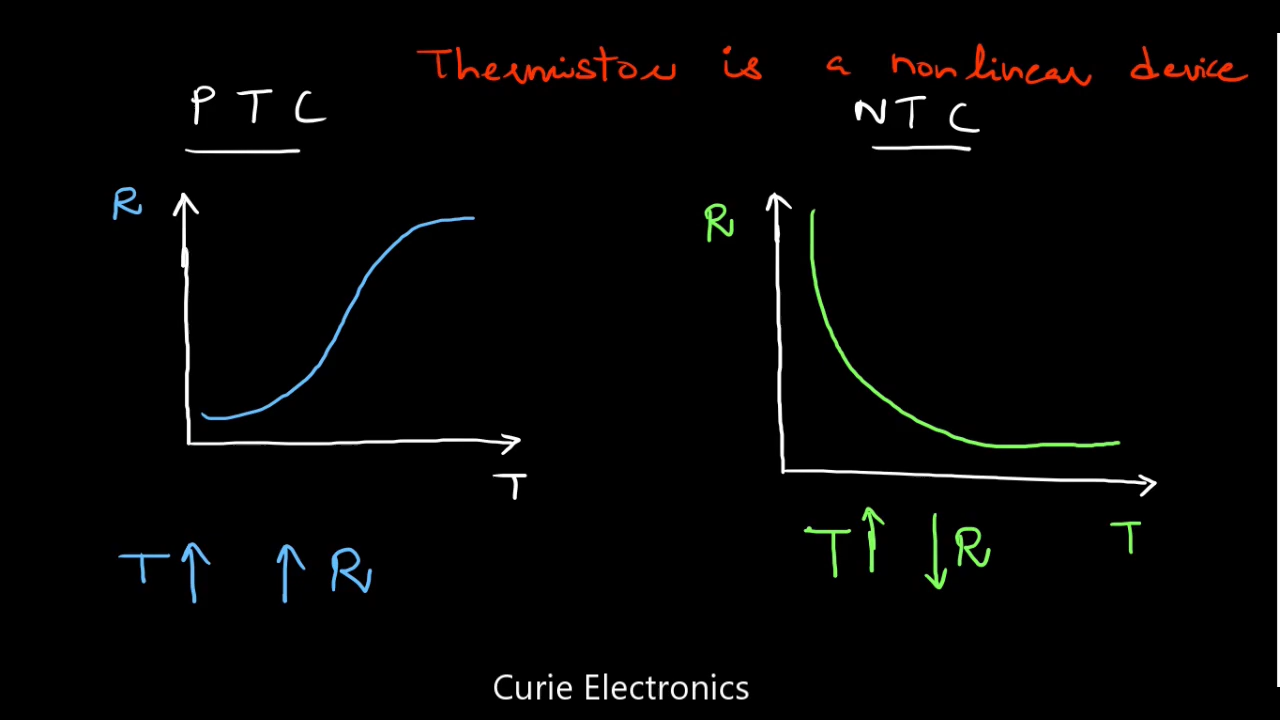 Thermistor is a nonlinear device
PTC
NTC
R
R
T
T
T↑ ↑R
T↑ ↓R
Curie Electronics